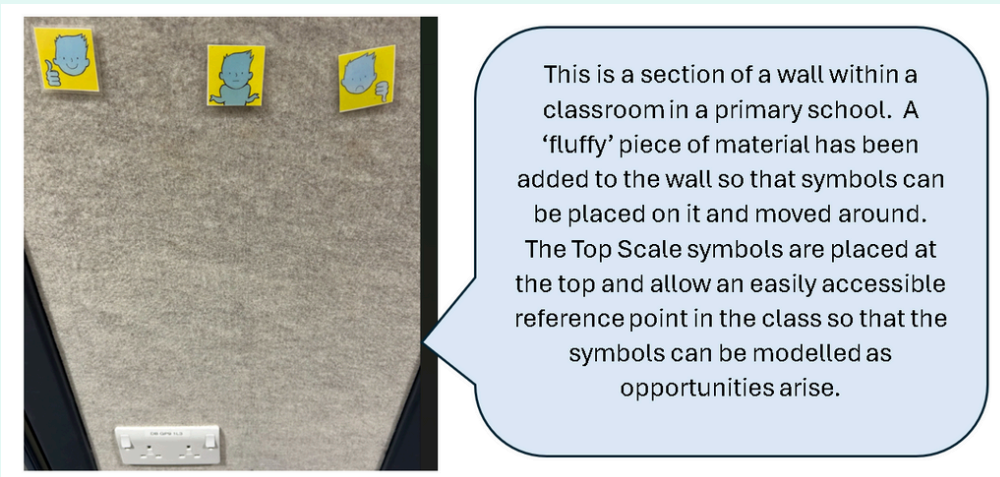 This is a section of a wall within a
classroom in a primary school. A
‘fluffy’ piece of material has been
added to the wall so that symbols can
be placed on it and moved around.
The Top Scale symbols are placed at
the top and allow an easily accessible
reference point in the class so that the
symbols can be modelled as
opportunities arise.